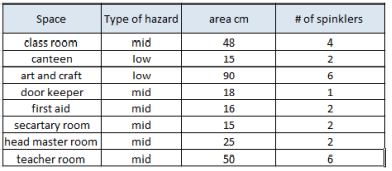 Space Type of hazard area cm # of spinklers
class room mid 48 4
canteen low 15 2
art and craft low 90 6
door keeper mid 18 1
first aid mid 16 2
secartary room mid 15 2
head master room mid 25 2
teacher room mid 50 6